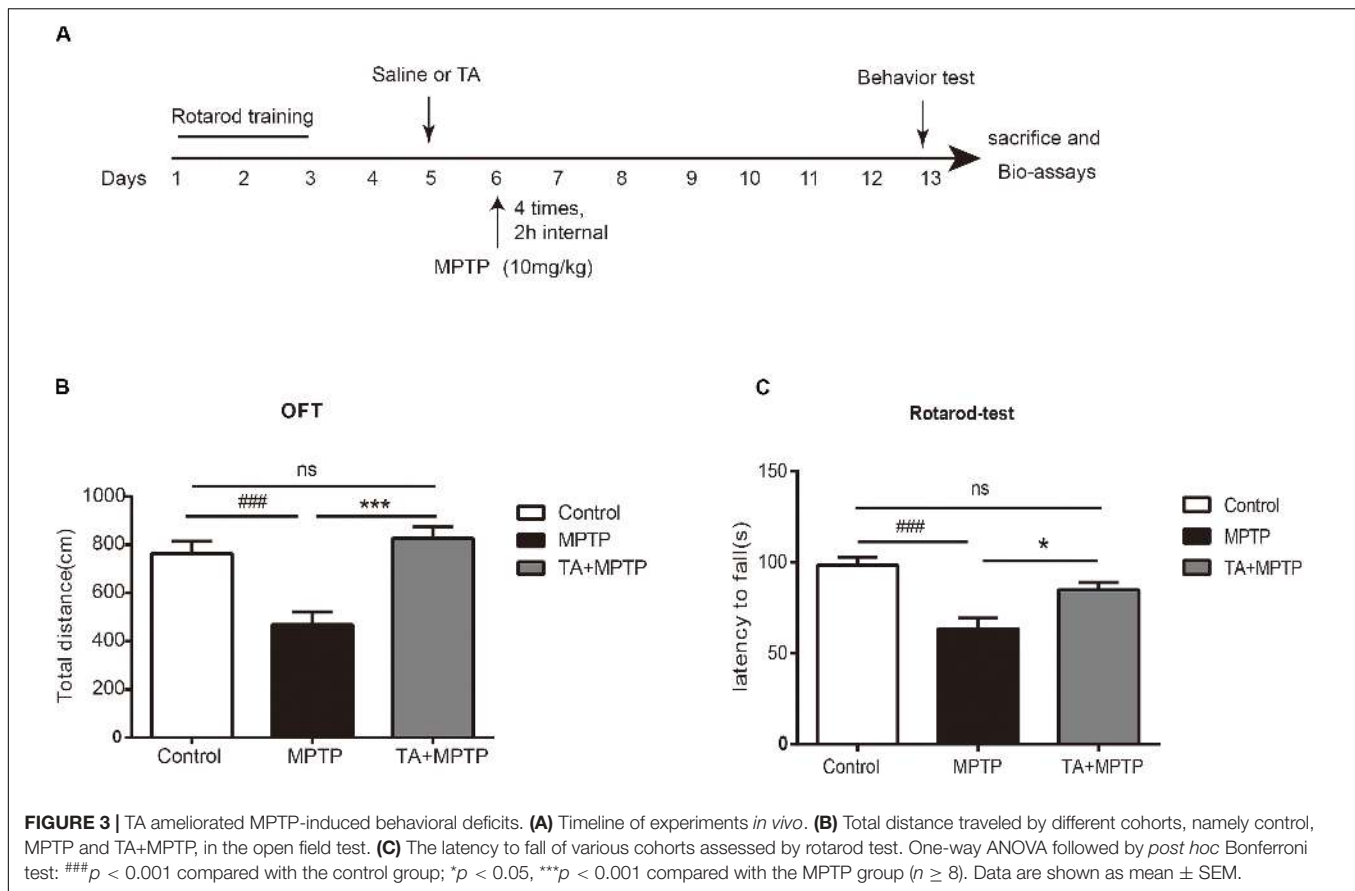 A
Saline or TA
Behavior test
Rotarod training
sacrifice and
Bio-assays
Days 1 2 3 4 5 6 7 8 9 10 11 12 13
4 times,
2h internal
MPTP (10mg/kg)
B
OFT
ns
###
***
1000
800
600
400
200
0
Total distance(cm)
Control
MPTP
TA+MPTP
Control
MPTP
TA+MPTP
C
Rotarod-test
ns
###
*
150
100
50
0
latency to fall(s)
Control
MPTP
TA+MPTP
Control
MPTP
TA+MPTP
FIGURE 3 | TA ameliorated MPTP-induced behavioral deficits. (A) Timeline of experiments in vivo. (B) Total distance traveled by different cohorts, namely control,
MPTP and TA+MPTP, in the open field test. (C) The latency to fall of various cohorts assessed by rotarod test. One-way ANOVA followed by post hoc Bonferroni
test: ###p < 0.001 compared with the control group; *p < 0.05, ***p < 0.001 compared with the MPTP group (n ≥ 8). Data are shown as mean ± SEM.